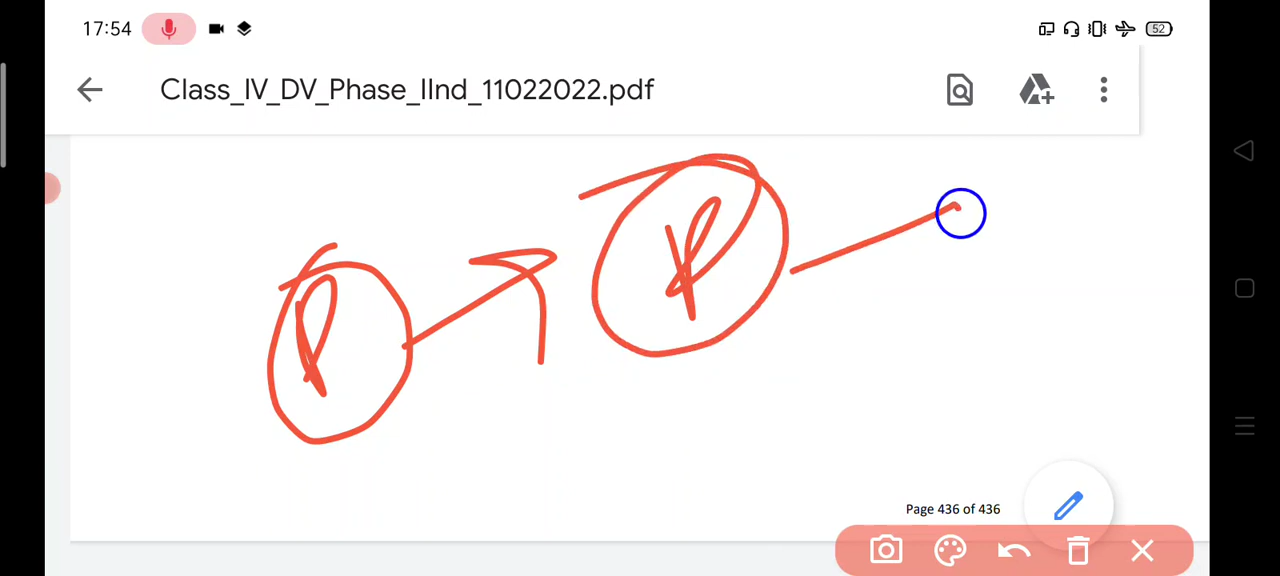 17:54 52
Class_IV_DV_Phase_IInd_11022022.pdf
P P
Page 436 of 436